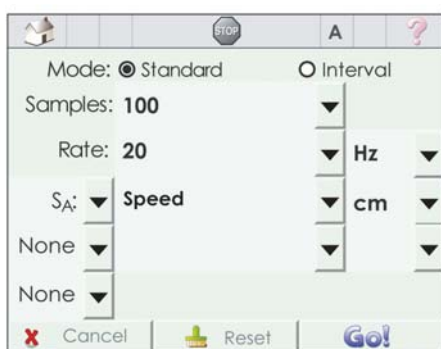 STOP A ?
Mode: Standard Interval
Samples: 100
Rate: 20 Hz
SA: Speed cm
None
None
Cancel Reset Go!